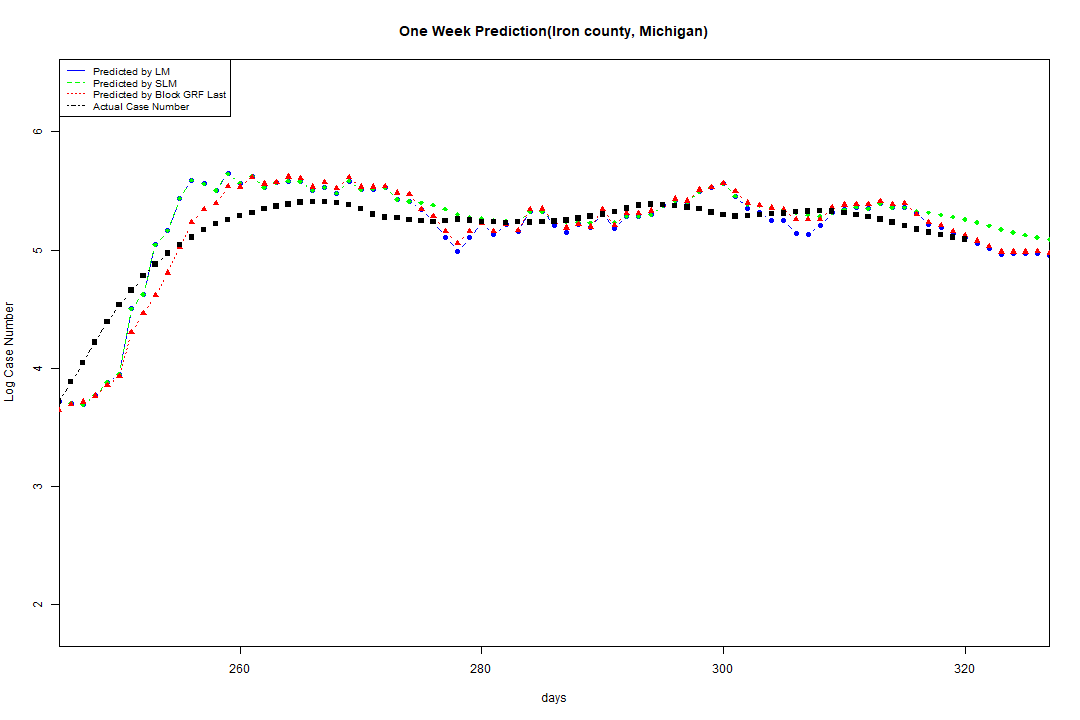 One Week Prediction(Iron county, Michigan)
Predicted by LM
Predicted by SLM
Predicted by Block GRF Last
Actual Case Number
6
5
4
3
2
Log Case Number
260 280 300 320
days